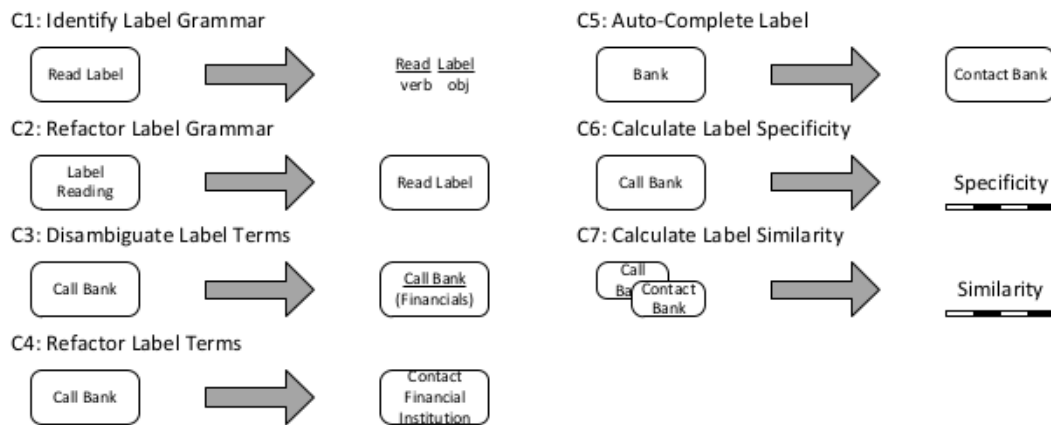 C1: Identify Label Grammar
Read Label
Read Label
verb obj
C2: Refactor Label Grammar
Label
Reading
Read Label
C3: Disambiguate Label Terms
Call Bank
Call Bank
(Financials)
C4: Refactor Label Terms
Call Bank
Contact
Financial
Institution
C5: Auto-Complete Label
Bank
Contact Bank
C6: Calculate Label Specificity
Call Bank
Specificity
C7: Calculate Label Similarity
Call
Contact
Bank
Similarity